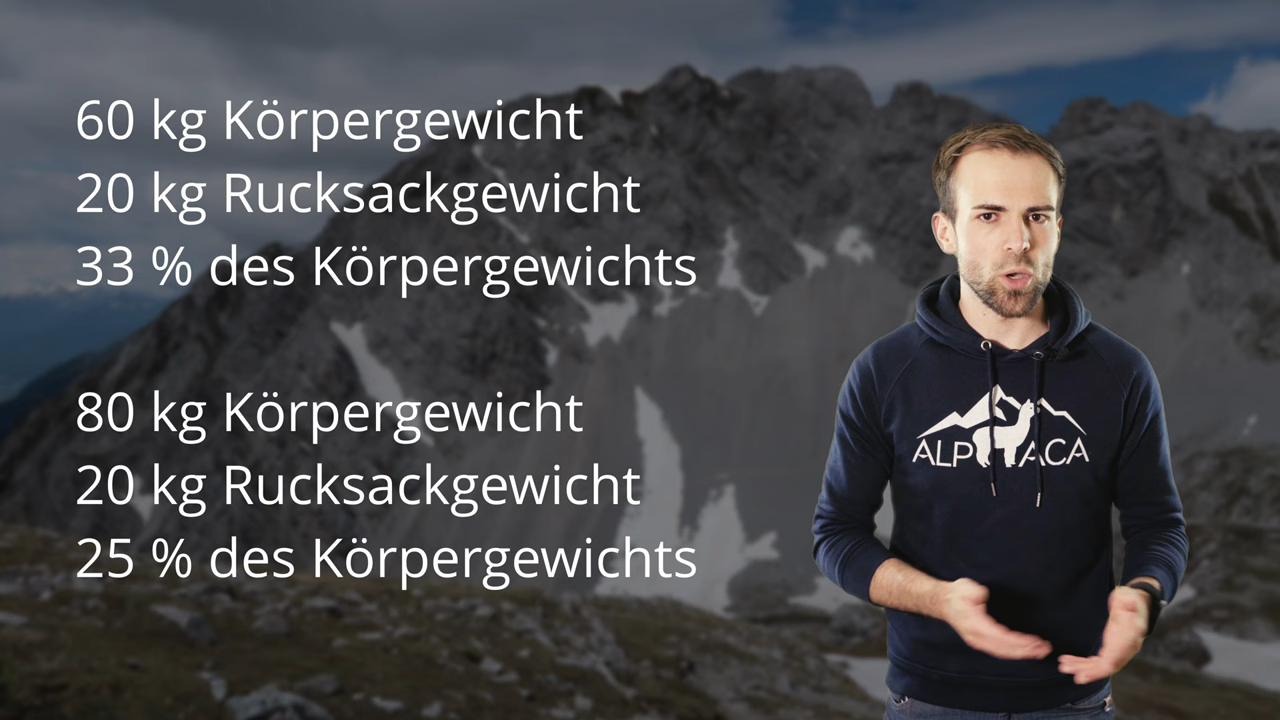 60 kg Körpergewicht
20 kg Rucksackgewicht
33 % des Körpergewichts
80 kg Körpergewicht
20 kg Rucksackgewicht
25 % des Körpergewichts
ALPACA